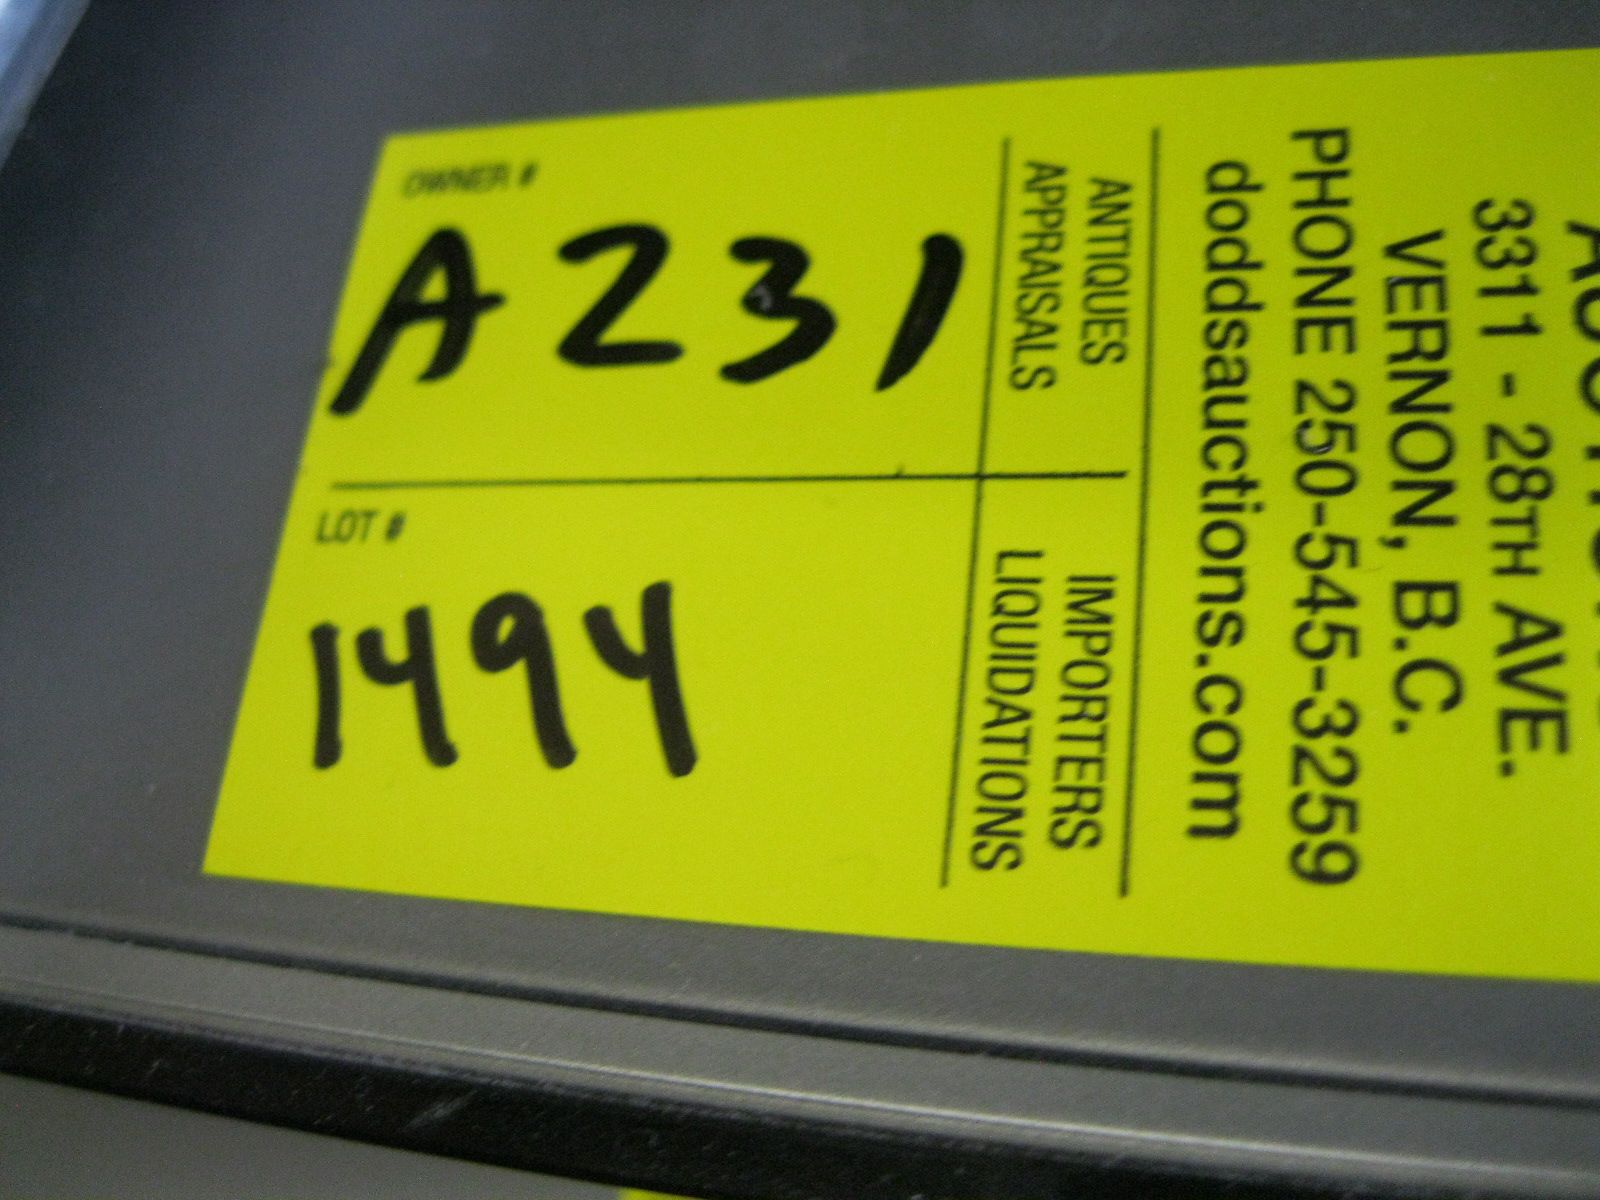 3311 - 28TH AVE.
VERNON, B.C.
PHONE 250-545-3259
doddsauctions.com
ANTIQUES
APPRAISALS
IMPORTERS
LIQUIDATIONS
OWNER #
A231
LOT #
1494